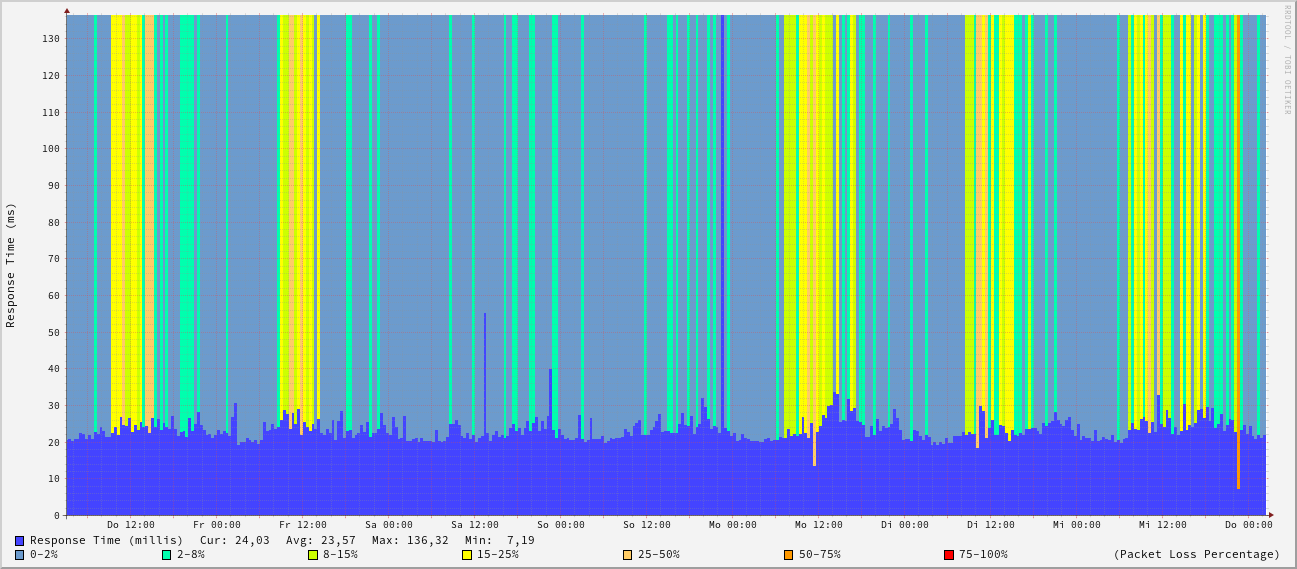 RRDTOOL / TOBI OETIKER
Response Time (ms)
130
120
110
100
90
80
70
60
50
40
30
20
10
0
Do 12:00 Fr 00:00 Fr 12:00 Sa 00:00 Sa 12:00 So 00:00 So 12:00 Mo 00:00 Mo 12:00 Di 00:00 Di 12:00 Mi 00:00 Mi 12:00 Do 00:00
Response Time (millis) Cur: 24,03 Avg: 23,57 Max: 136,32 Min: 7,19
0-2% 2-8% 8-15% 15-25% 25-50% 50-75% 75-100% (Packet Loss Percentage)